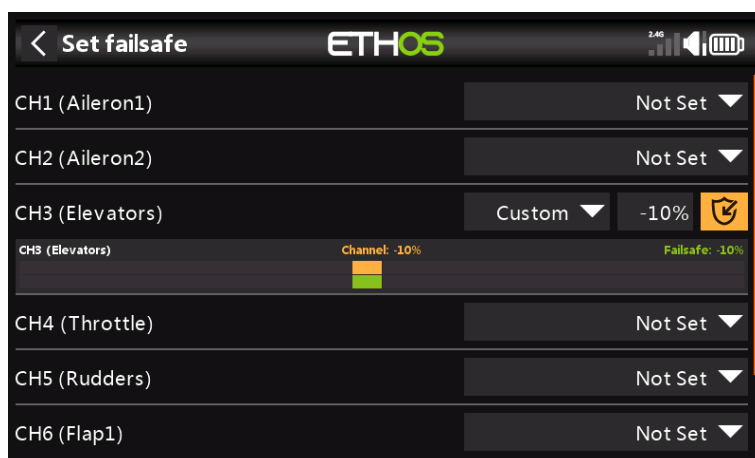 Set failsafe ETHOS 2.4G
CH1 (Aileron1) Not Set
CH2 (Aileron2) Not Set
CH3 (Elevators) Custom -10%
CH3 (Elevators) Channel: -10% Failsafe: -10%
CH4 (Throttle) Not Set
CH5 (Rudders) Not Set
CH6 (Flap1) Not Set